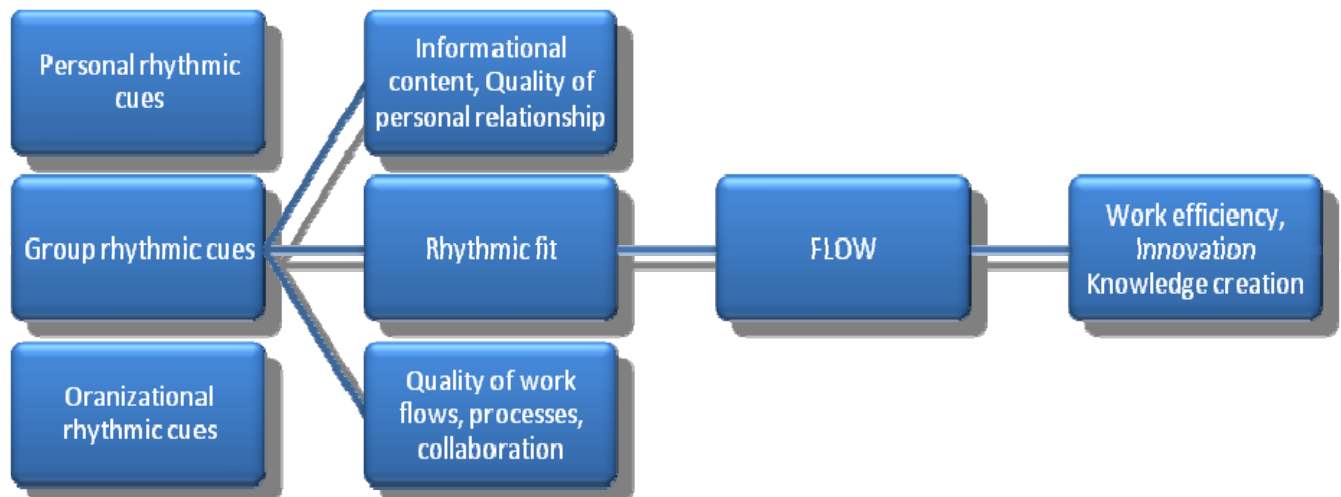 Personal rhythmic
cues
Informational
content, Quality of
personal relationship
Group rhythmic cues
Rhythmic fit
FLOW
Work efficiency,
Innovation
Knowledge creation
Oranizational
rhythmic cues
Quality of work
flows, processes,
collaboration